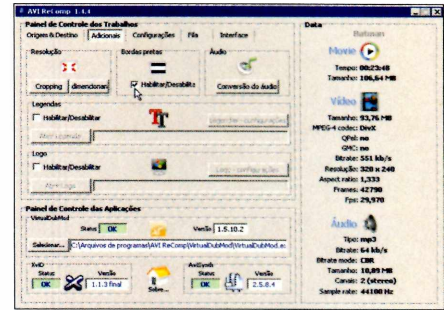 AVI ReComp 1.4.4
Painel de Controle dos Trabalhos
Origem & Destino Adicionais Configurações Fila Interface
Resolução
Cropping dimencionar
Bordas pretas
Habilitar/Desabilita
Áudio
Conversão do áudio
Legendas
Habilitar/Desabilitar
Logo
Habilitar/Desabilitar
Painel de Controle das Aplicações
VirtualDubMod
Status OK Versão 1.5.10.2
Selecionar... C:\Arquivos de programas\AVI ReComp\VirtualDubMod\VirtualDubMod.e
XviD
Status Versão
OK 1.1.3 final
Sobre...
AviSynth
Status Versão
OK 2.5.8.4
Data
Batman
Movie
Tempo: 00:23:48
Tamanho: 106,64 MB
Vídeo
Tamanho: 93,76 MB
MPEG-4 codec: DivX
QPel: no
GMC: no
Bitrate: 551 kb/s
Resolução: 320 x 240
Aspect ratio: 1,333
Frames: 42790
Fps: 29,970
Áudio
Tipo: mp3
Bitrate: 64 kb/s
Bitrate mode: CBR
Tamanho: 10,89 MB
Canais: 2 (stereo)
Sample rate: 44100 Hz